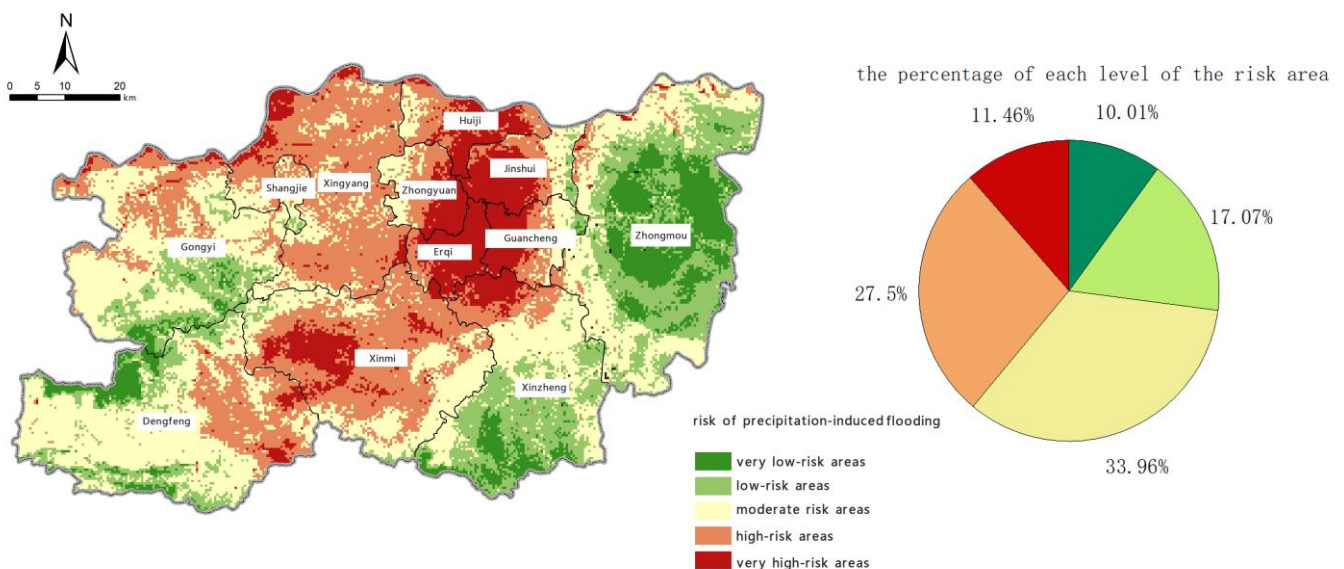 N
0 5 10 20
km
Huiji
Jinshui
Shangjie
Xingyang
Zhongyuan
Gongyi
Erqi
Guancheng
Zhongmou
Xinmi
Xinzheng
Dengfeng
risk of precipitation-induced flooding
very low-risk areas
low-risk areas
moderate risk areas
high-risk areas
very high-risk areas
the percentage of each level of the risk area
11.46%
10.01%
17.07%
27.5%
33.96%